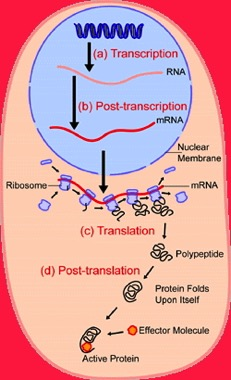 (a) Transcription
RNA
(b) Post-transcription
mRNA
Nuclear
Membrane
Ribosome
mRNA
(c) Translation
Polypeptide
(d) Post-translation
Protein Folds
Upon Itself
Effector Molecule
Active Protein